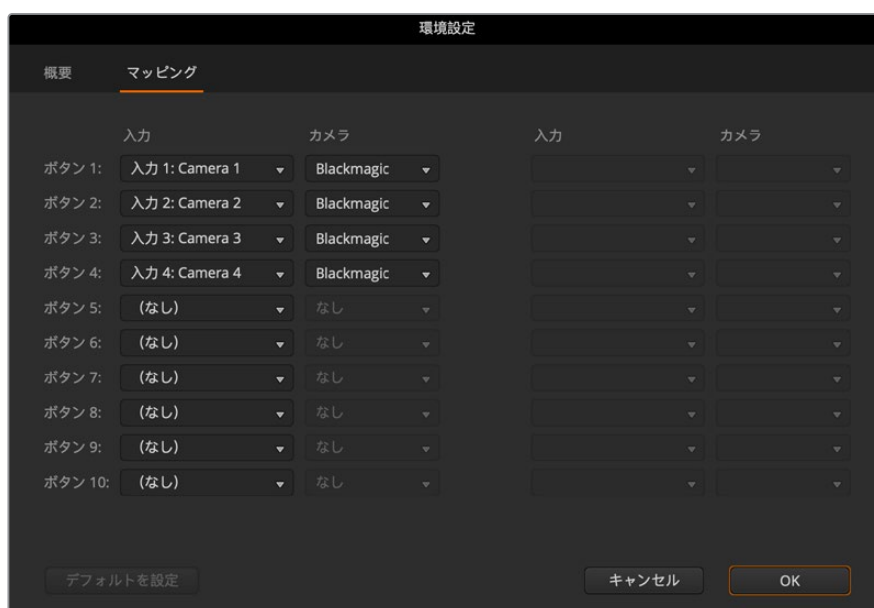 環境設定
概要 マッピング
入力 カメラ 入力 カメラ
ボタン 1: 入力 1: Camera 1 Blackmagic
ボタン 2: 入力 2: Camera 2 Blackmagic
ボタン 3: 入力 3: Camera 3 Blackmagic
ボタン 4: 入力 4: Camera 4 Blackmagic
ボタン 5: (なし) なし
ボタン 6: (なし) なし
ボタン 7: (なし) なし
ボタン 8: (なし) なし
ボタン 9: (なし) なし
ボタン 10: (なし) なし
デフォルトを設定 キャンセル OK